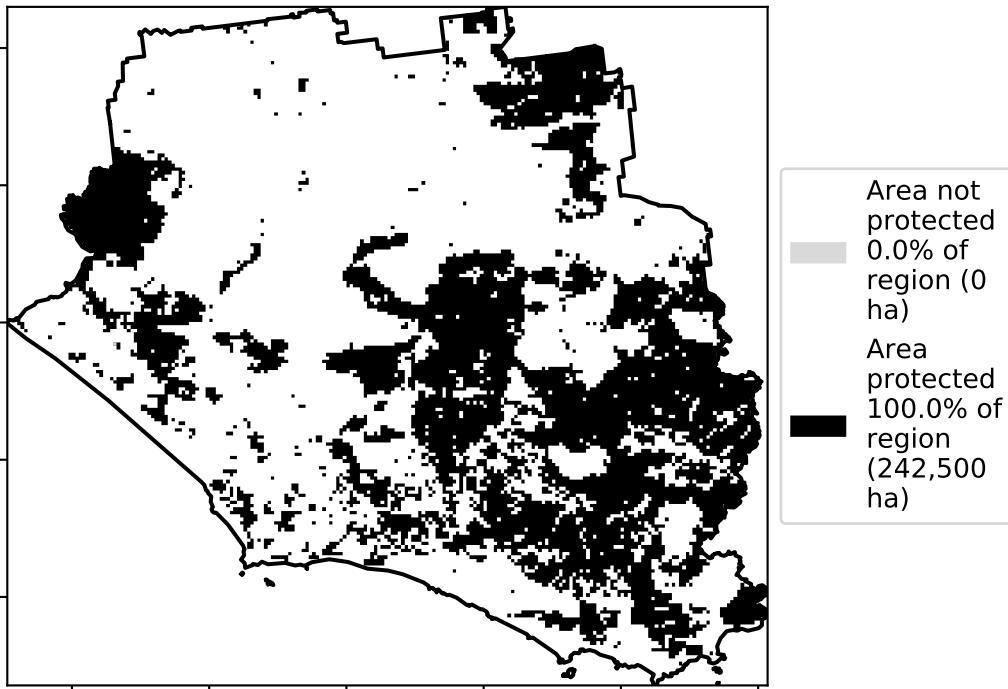 Area not
protected
0.0% of
region (0
ha)
Area
protected
100.0% of
region
(242,500
ha)